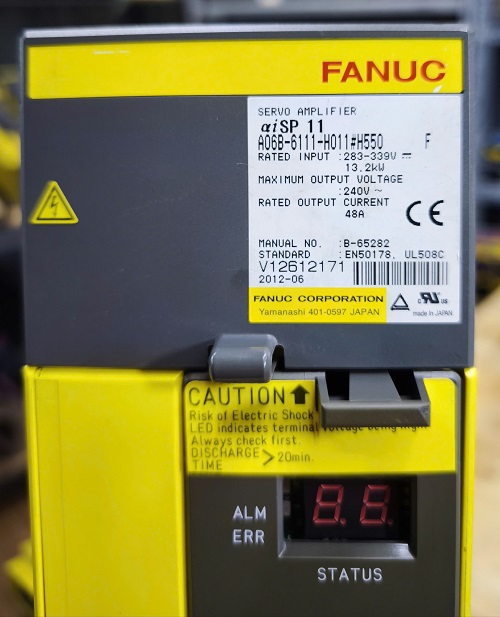 FANUC
SERVO AMPLIFIER
αiSP 11
A06B-6111-H011#H550 F
RATED INPUT :283-339V ⎓
13.2kW
MAXIMUM OUTPUT VOLTAGE
:240V ~
RATED OUTPUT CURRENT
48A
CE
MANUAL NO. :B-65282
STANDARD :EN50178, UL508C
V12612171
2012-06
FANUC CORPORATION
Yamanashi 401-0597 JAPAN
c us
made in JAPAN
CAUTION
Risk of Electric Shock
LED indicates terminal
Always check first.
DISCHARGE
TIME > 20min.
ALM
ERR
STATUS